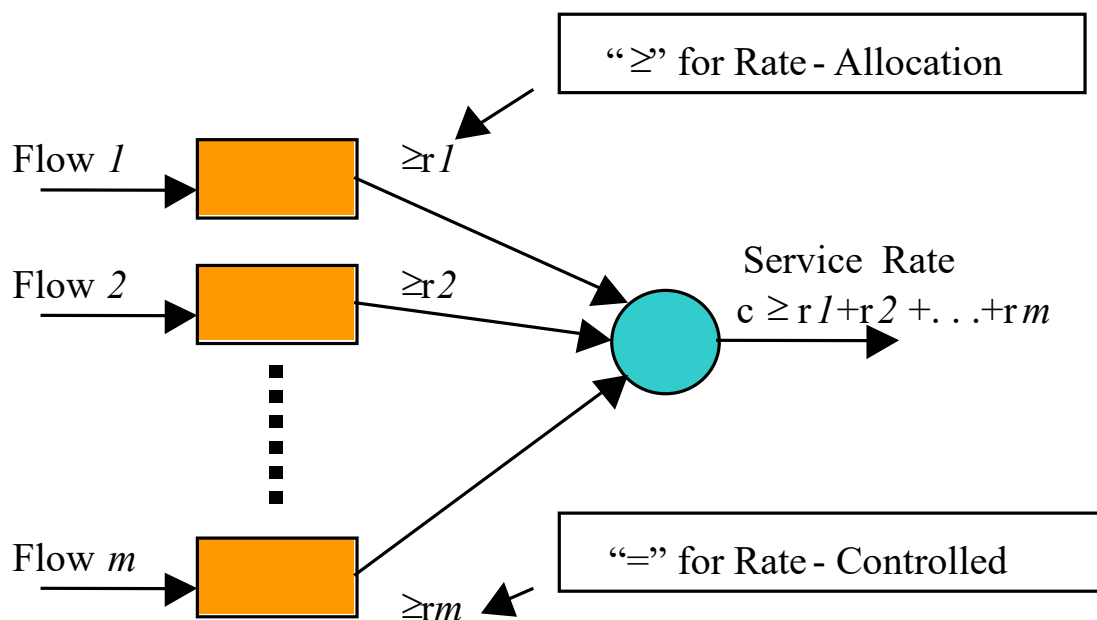 “≥” for Rate - Allocation
Flow 1
≥r1
Flow 2
≥r2
Service Rate
c ≥ r1+r2 +. . .+rm
Flow m
≥rm
“=” for Rate - Controlled